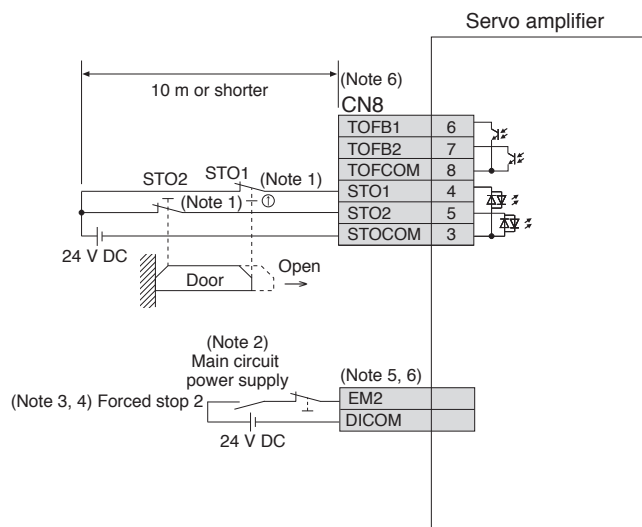 Servo amplifier
10 m or shorter
(Note 6)
CN8
TOFB1 6
TOFB2 7
TOFCOM 8
STO1 4
STO2 5
STOCOM 3
STO2 STO1 (Note 1)
(Note 1)
24 V DC
Door
Open
(Note 2)
Main circuit
power supply
(Note 5, 6)
(Note 3, 4) Forced stop 2
EM2
DICOM
24 V DC